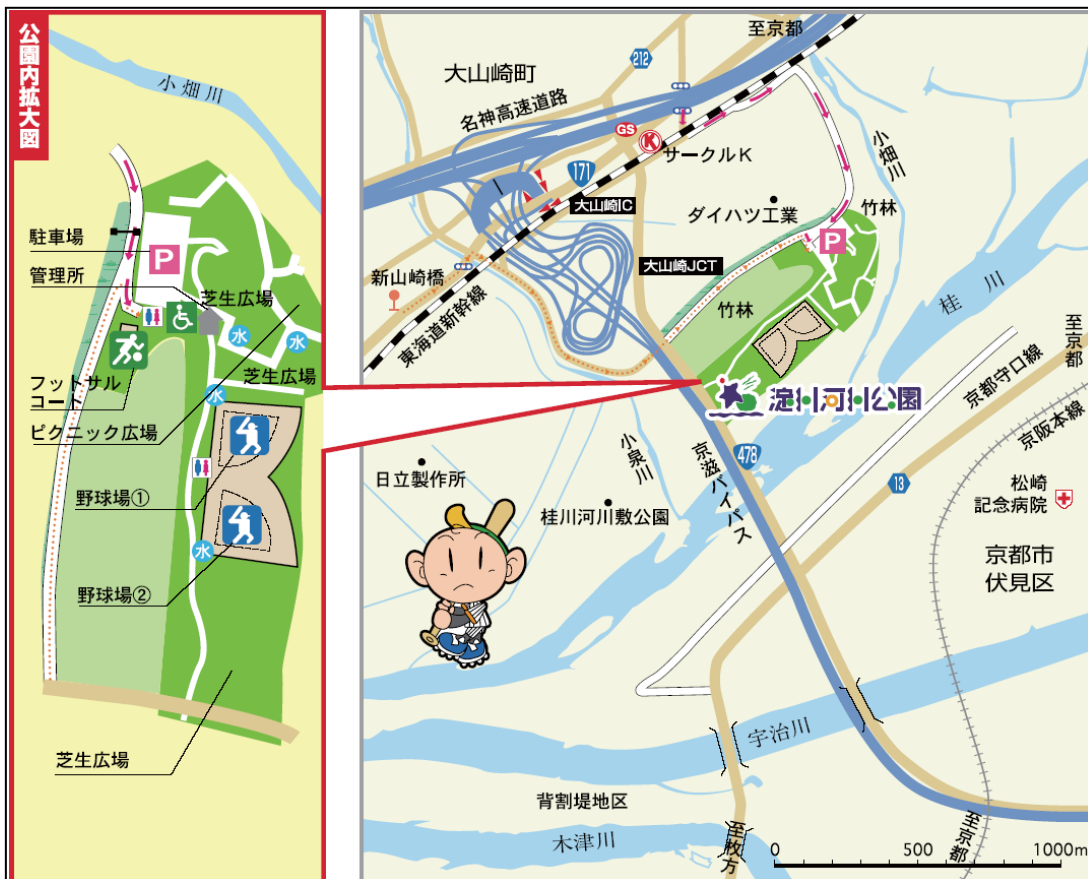 公園内拡大図
小畑川
駐車場
P
管理所
芝生広場
水
水
芝生広場
フットサル
コート
水
ピクニック広場
野球場①
水
野球場②
芝生広場
至京都
212
大山崎町
名神高速道路
GS
K
サークルK
171
大山崎IC
小畑川
竹林
ダイハツ工業
P
大山崎JCT
新山崎橋
東海道新幹線
竹林
桂川
至京都
京都守口線
淀川河川公園
京阪本線
小泉川
京滋バイパス
478
13
松崎
記念病院
日立製作所
桂川河川敷公園
京都市
伏見区
宇治川
背割堤地区
木津川
至枚方
至京都
0 500 1000m